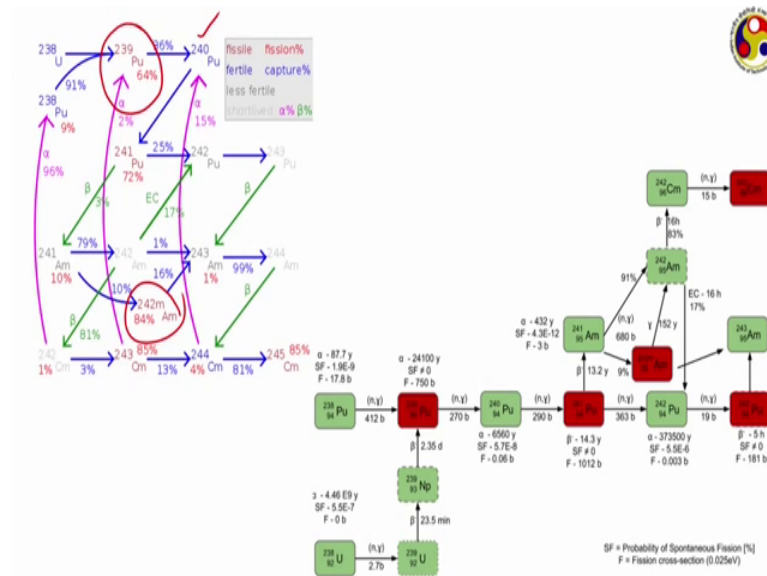 238 U 239 Pu 64% 36% 240 Pu
fissile fission%
fertile capture%
less fertile
shortlived α% β%
91%
238 Pu 9%
α 2%
α 15%
α 96%
241 Pu 72% 25% 242 Pu 243 Pu
β 3%
EC 17%
β
241 Am 10% 79% 242 Am 1% 243 Am 1% 99% 244 Am
10% 242m Am 84% 16%
β 81%
β
242 Cm 1% 3% 243 Cm 85% 13% 244 Cm 4% 81% 245 Cm 85%
242 96 Cm (n,γ) 15 b
β⁻ 16h
83%
242 95 Am
91%
(n,γ) 680 b
γ 152 y
EC - 16 h
17%
α - 432 y
SF - 4.3E-12
F - 3 b
241 95 Am
9%
243 95 Am
β⁻ 13.2 y
α - 87.7 y
SF - 1.9E-9
F - 17.8 b
α - 24100 y
SF ≠ 0
F - 750 b
238 94 Pu (n,γ) 412 b Pu (n,γ) 270 b 240 94 Pu (n,γ) 290 b Pu (n,γ) 363 b 242 94 Pu (n,γ) 19 b
α - 6560 y
SF - 5.7E-8
F - 0.06 b
β⁻ - 14.3 y
SF ≠ 0
F - 1012 b
α - 373500 y
SF - 5.5E-6
F - 0.003 b
β⁻ - 5 h
SF ≠ 0
F - 181 b
β⁻ 2.35 d
239 93 Np
β⁻ 23.5 min
α - 4.46 E9 y
SF - 5.5E-7
F - 0 b
238 92 U (n,γ) 2.7b 239 92 U
SF = Probability of Spontaneous Fission [%]
F = Fission cross-section (0.025eV)